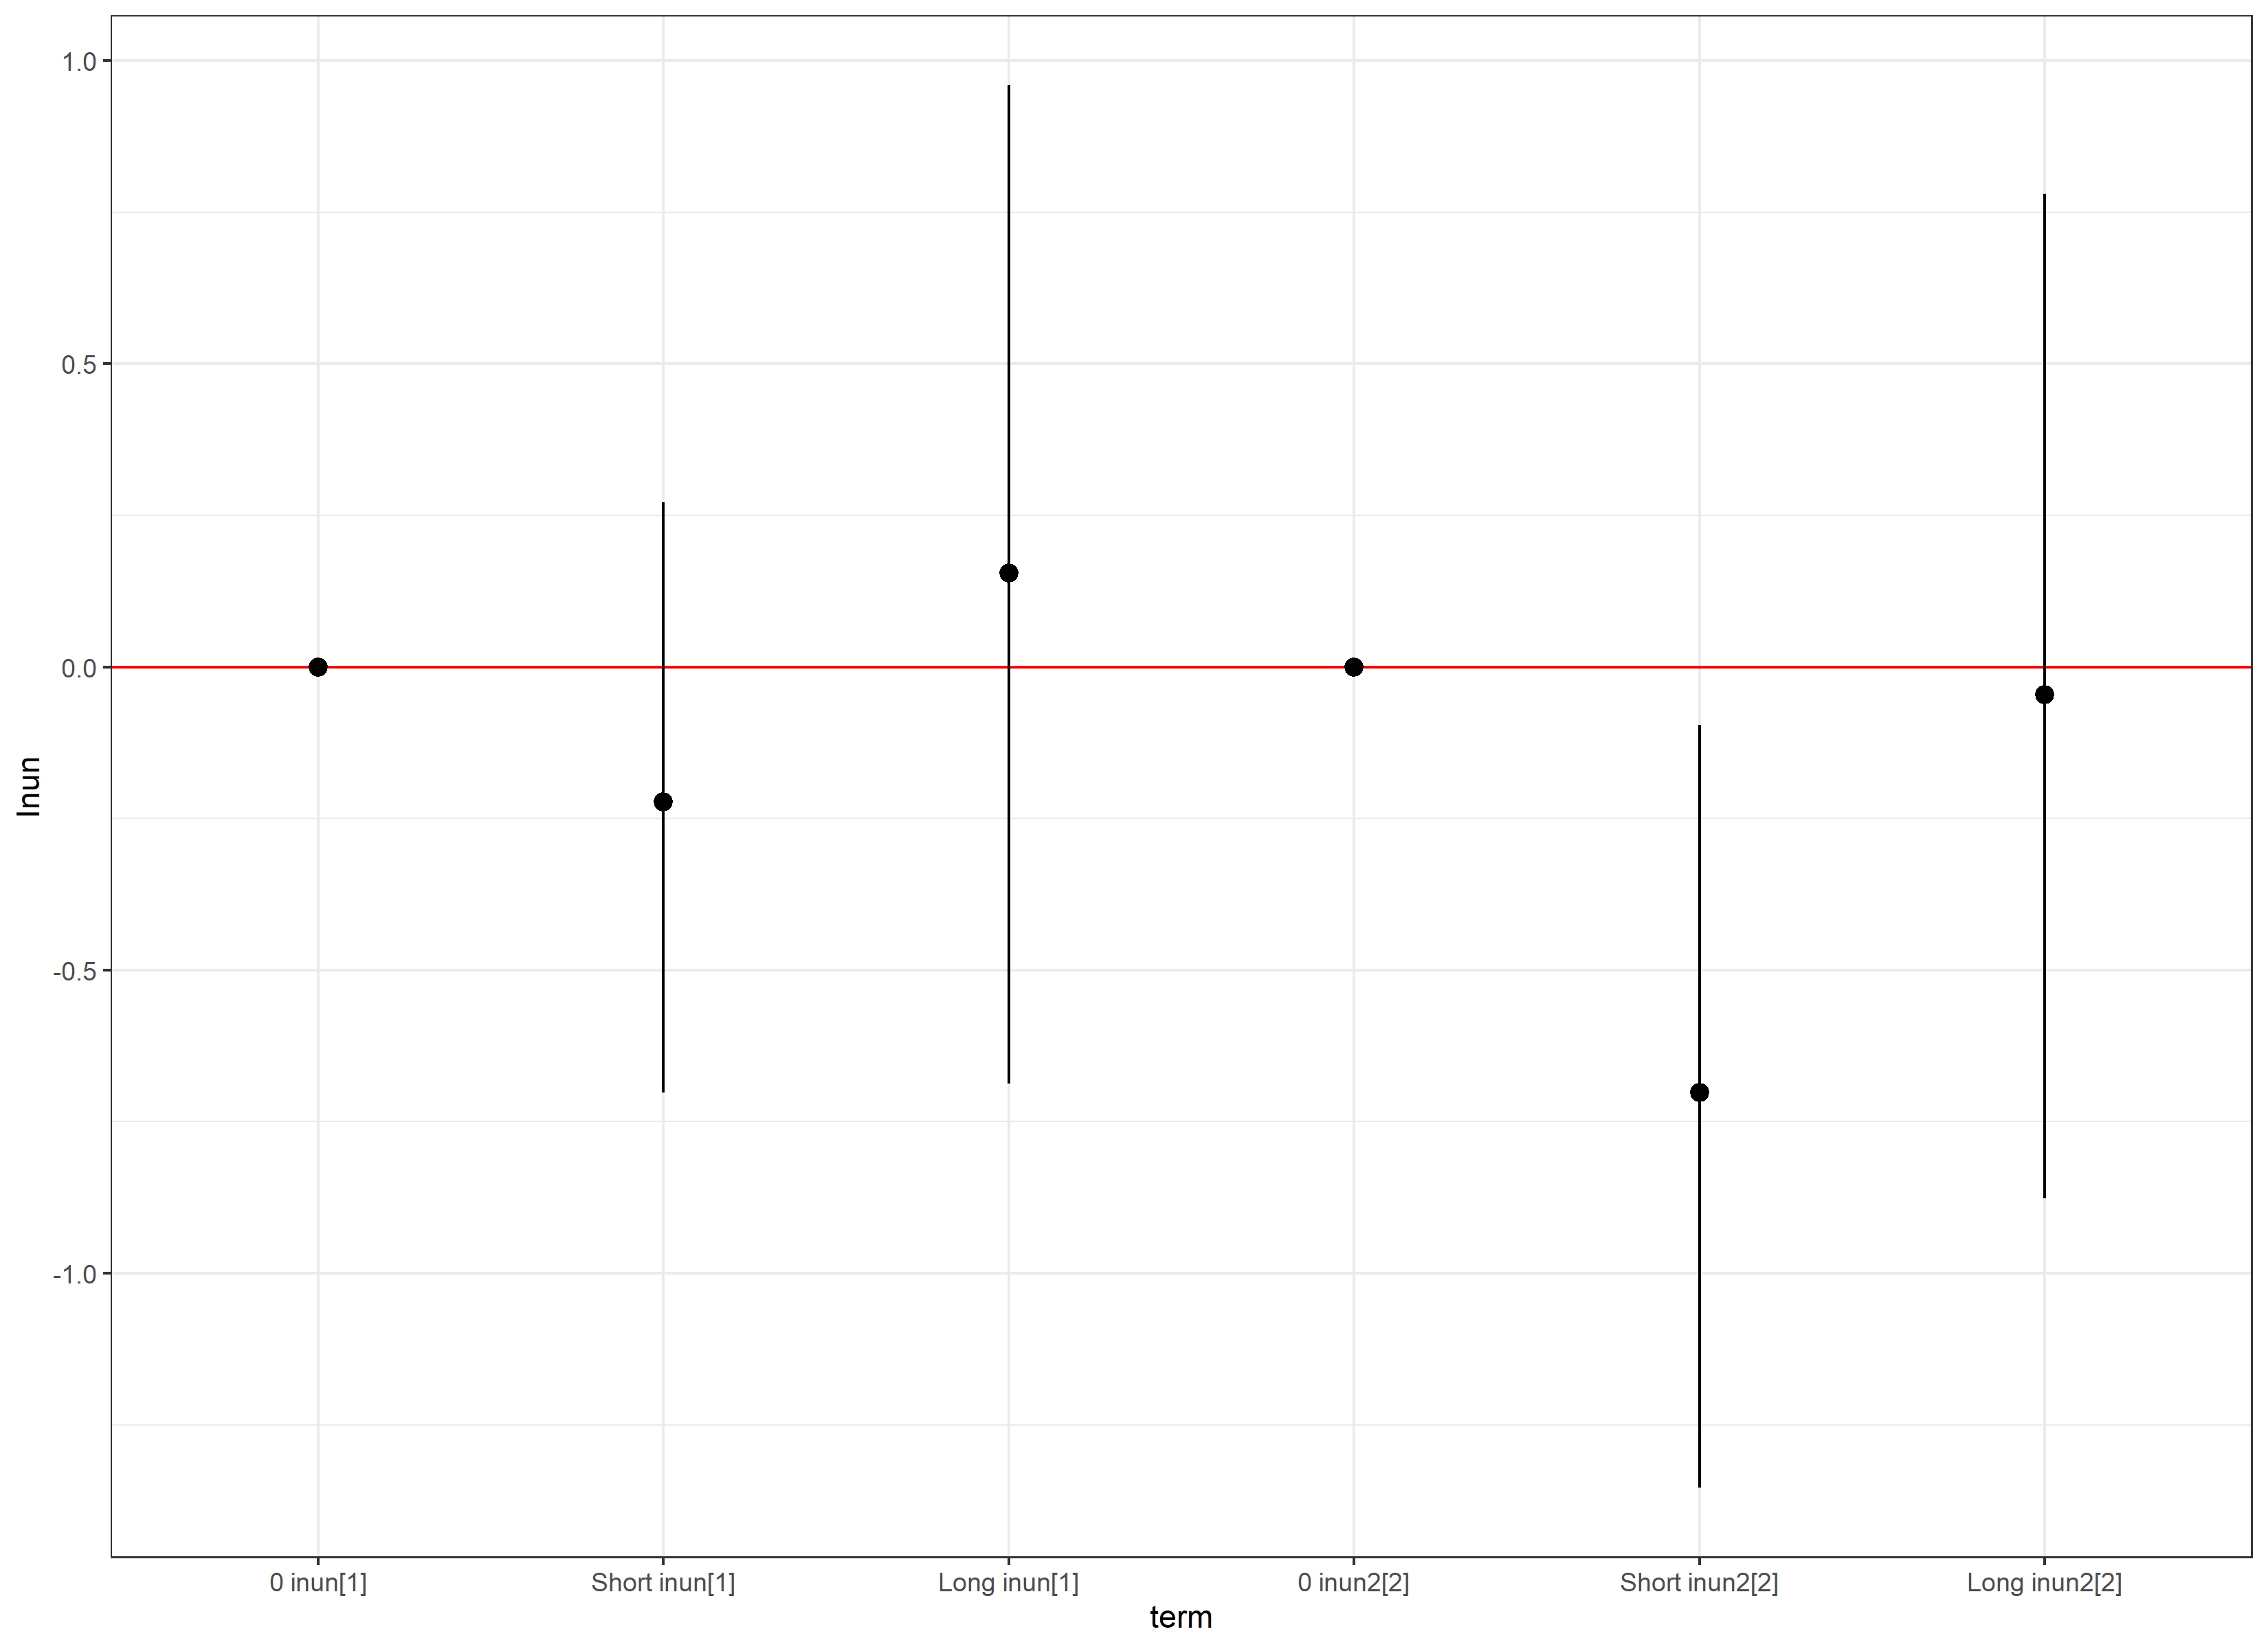 1.0
0.5
0.0
-0.5
-1.0
Inun
0 inun[1]
Short inun[1]
Long inun[1]
0 inun2[2]
Short inun2[2]
Long inun2[2]
term